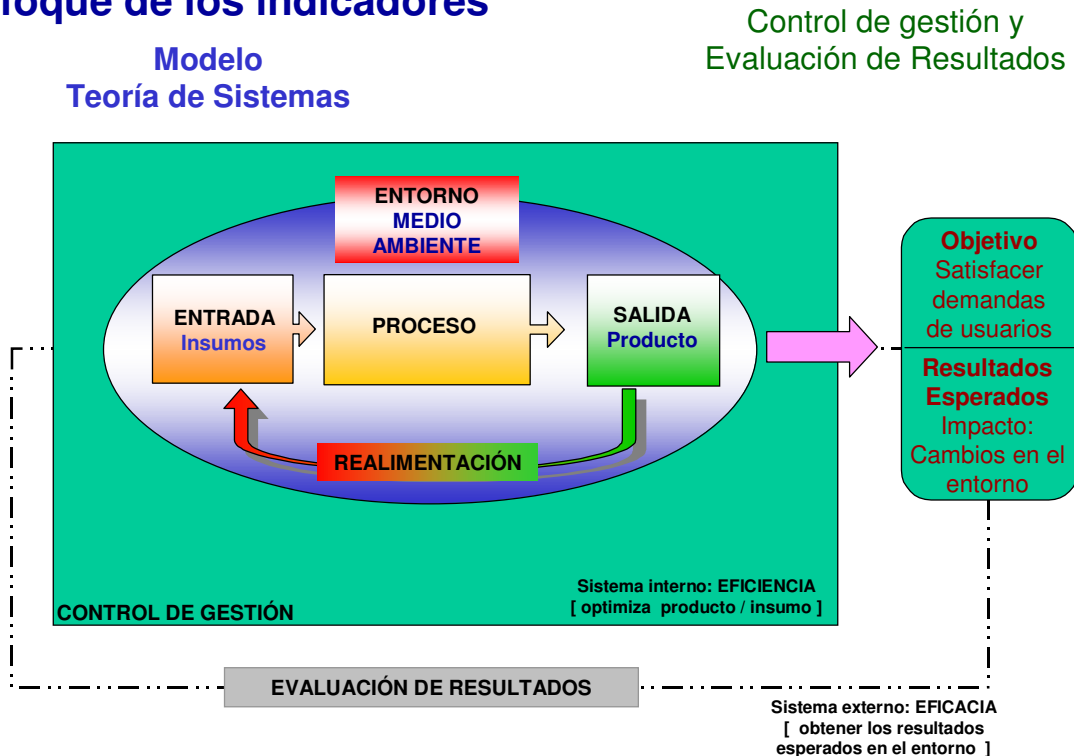 foque de los indicadores
Control de gestión y
Evaluación de Resultados
Modelo
Teoría de Sistemas
ENTORNO
MEDIO
AMBIENTE
ENTRADA
Insumos
PROCESO
SALIDA
Producto
REALIMENTACIÓN
Objetivo
Satisfacer
demandas
de usuarios
Resultados
Esperados
Impacto:
Cambios en el
entorno
Sistema interno: EFICIENCIA
[ optimiza producto / insumo ]
CONTROL DE GESTIÓN
EVALUACIÓN DE RESULTADOS
Sistema externo: EFICACIA
[ obtener los resultados
esperados en el entorno ]